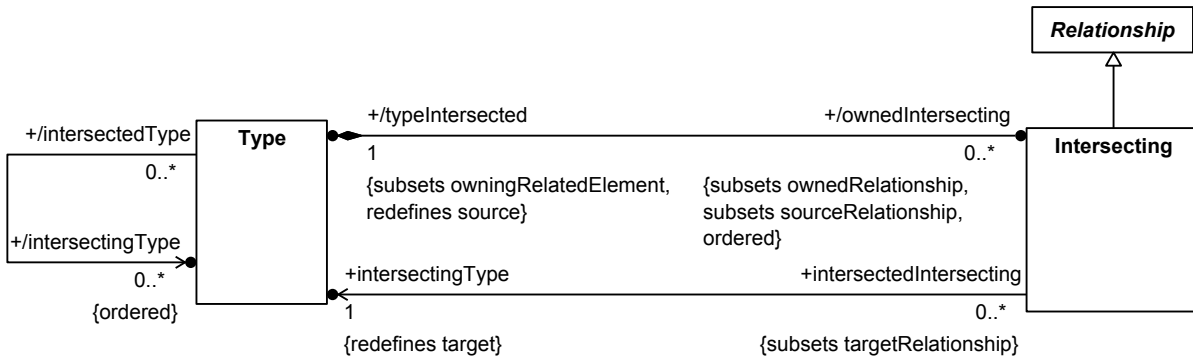 Relationship
+/typeIntersected
+/ownedIntersecting
+/intersectedType
Type
Intersecting
1
0..*
0..*
{subsets owningRelatedElement,
redefines source}
{subsets ownedRelationship,
subsets sourceRelationship,
ordered}
+/intersectingType
0..*
{ordered}
+intersectingType
+intersectedIntersecting
1
0..*
{redefines target}
{subsets targetRelationship}